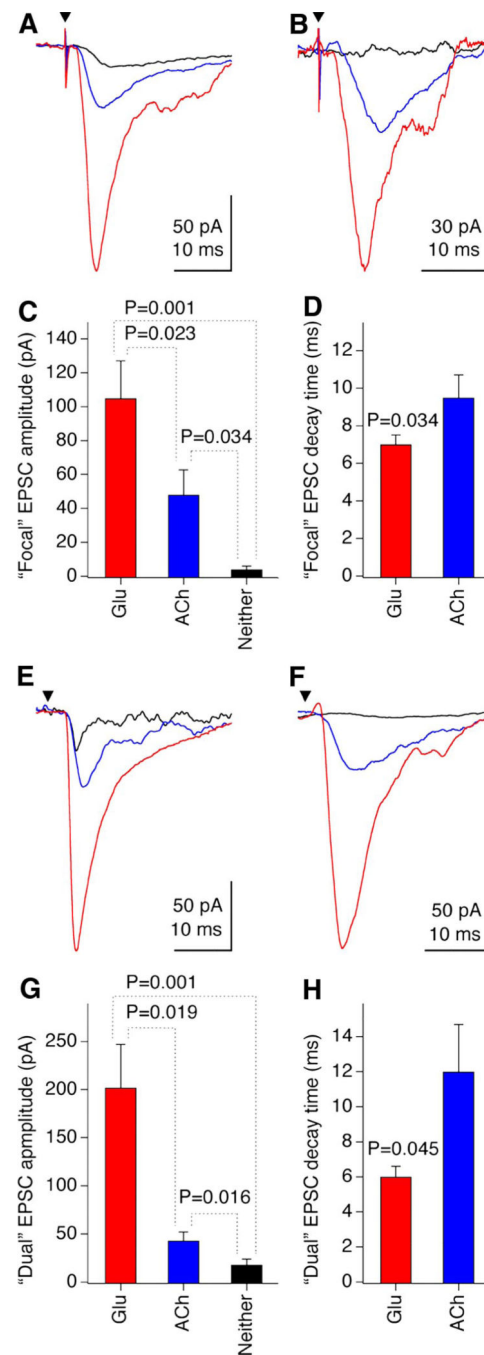 A
B
50 pA
10 ms
30 pA
10 ms
C
"Focal" EPSC amplitude (pA)
140
120
100
80
60
40
20
0
P=0.001
P=0.023
P=0.034
Glu
ACh
Neither
D
"Focal" EPSC decay time (ms)
12
10
8
6
4
2
0
P=0.034
Glu
ACh
E
F
50 pA
10 ms
50 pA
10 ms
G
"Dual" EPSC apmplitude (pA)
250
200
150
100
50
0
P=0.001
P=0.019
P=0.016
Glu
ACh
Neither
H
"Dual" EPSC decay time (ms)
14
12
10
8
6
4
2
0
P=0.045
Glu
ACh